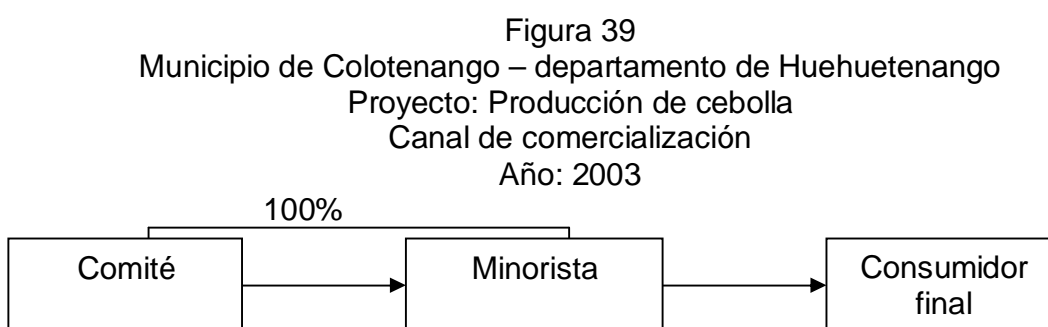 Figura 39
Municipio de Colotenango – departamento de Huehuetenango
Proyecto: Producción de cebolla
Canal de comercialización
Año: 2003
100%
Comité
Minorista
Consumidor
final